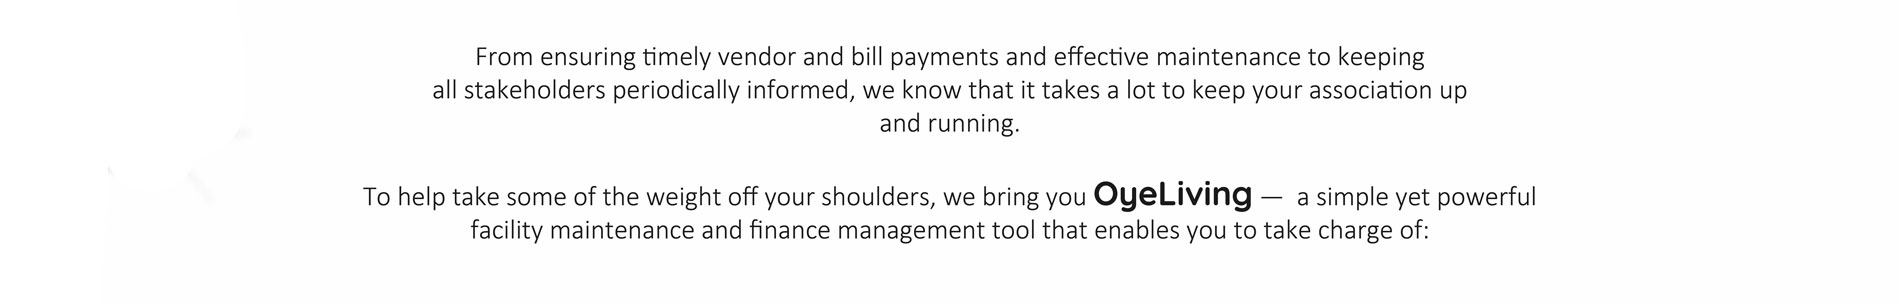 From ensuring timely vendor and bill payments and effective maintenance to keeping
all stakeholders periodically informed, we know that it takes a lot to keep your association up
and running.
To help take some of the weight off your shoulders, we bring you OyeLiving — a simple yet powerful
facility maintenance and finance management tool that enables you to take charge of: